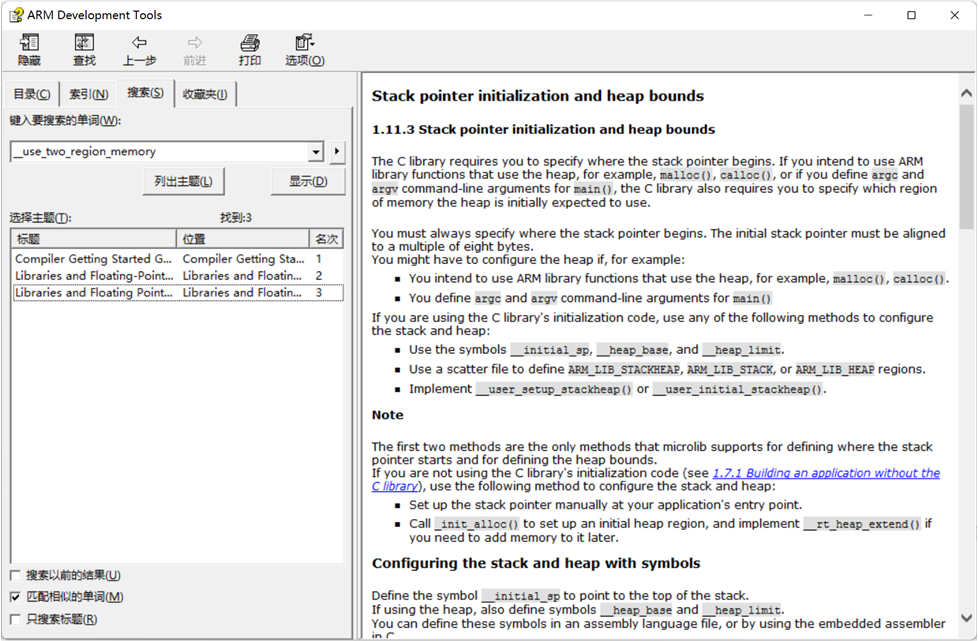 ARM Development Tools
隐藏 查找 上一步 前进 打印 选项(O)
目录(C) 索引(N) 搜索(S) 收藏夹(I)
键入要搜索的单词(W):
__use_two_region_memory
列出主题(L) 显示(D)
选择主题(T): 找到:3
标题 位置 名次
Compiler Getting Started G... Compiler Getting Sta... 1
Libraries and Floating-Point... Libraries and Floatin... 2
Libraries and Floating Point... Libraries and Floatin... 3
搜索以前的结果(U)
匹配相似的单词(M)
只搜索标题(R)
Stack pointer initialization and heap bounds
1.11.3 Stack pointer initialization and heap bounds
The C library requires you to specify where the stack pointer begins. If you intend to use ARM
library functions that use the heap, for example, malloc(), calloc(), or if you define argc and
argv command-line arguments for main(), the C library also requires you to specify which region
of memory the heap is initially expected to use.
You must always specify where the stack pointer begins. The initial stack pointer must be aligned
to a multiple of eight bytes.
You might have to configure the heap if, for example:
▪ You intend to use ARM library functions that use the heap, for example, malloc(), calloc().
▪ You define argc and argv command-line arguments for main()
If you are using the C library's initialization code, use any of the following methods to configure
the stack and heap:
▪ Use the symbols __initial_sp, __heap_base, and __heap_limit.
▪ Use a scatter file to define ARM_LIB_STACKHEAP, ARM_LIB_STACK, or ARM_LIB_HEAP regions.
▪ Implement __user_setup_stackheap() or __user_initial_stackheap().
Note
The first two methods are the only methods that microlib supports for defining where the stack
pointer starts and for defining the heap bounds.
If you are not using the C library's initialization code (see 1.7.1 Building an application without the
C library), use the following method to configure the stack and heap:
▪ Set up the stack pointer manually at your application's entry point.
▪ Call _init_alloc() to set up an initial heap region, and implement __rt_heap_extend() if
you need to add memory to it later.
Configuring the stack and heap with symbols
Define the symbol __initial_sp to point to the top of the stack.
If using the heap, also define symbols __heap_base and __heap_limit.
You can define these symbols in an assembly language file, or by using the embedded assembler
in C.